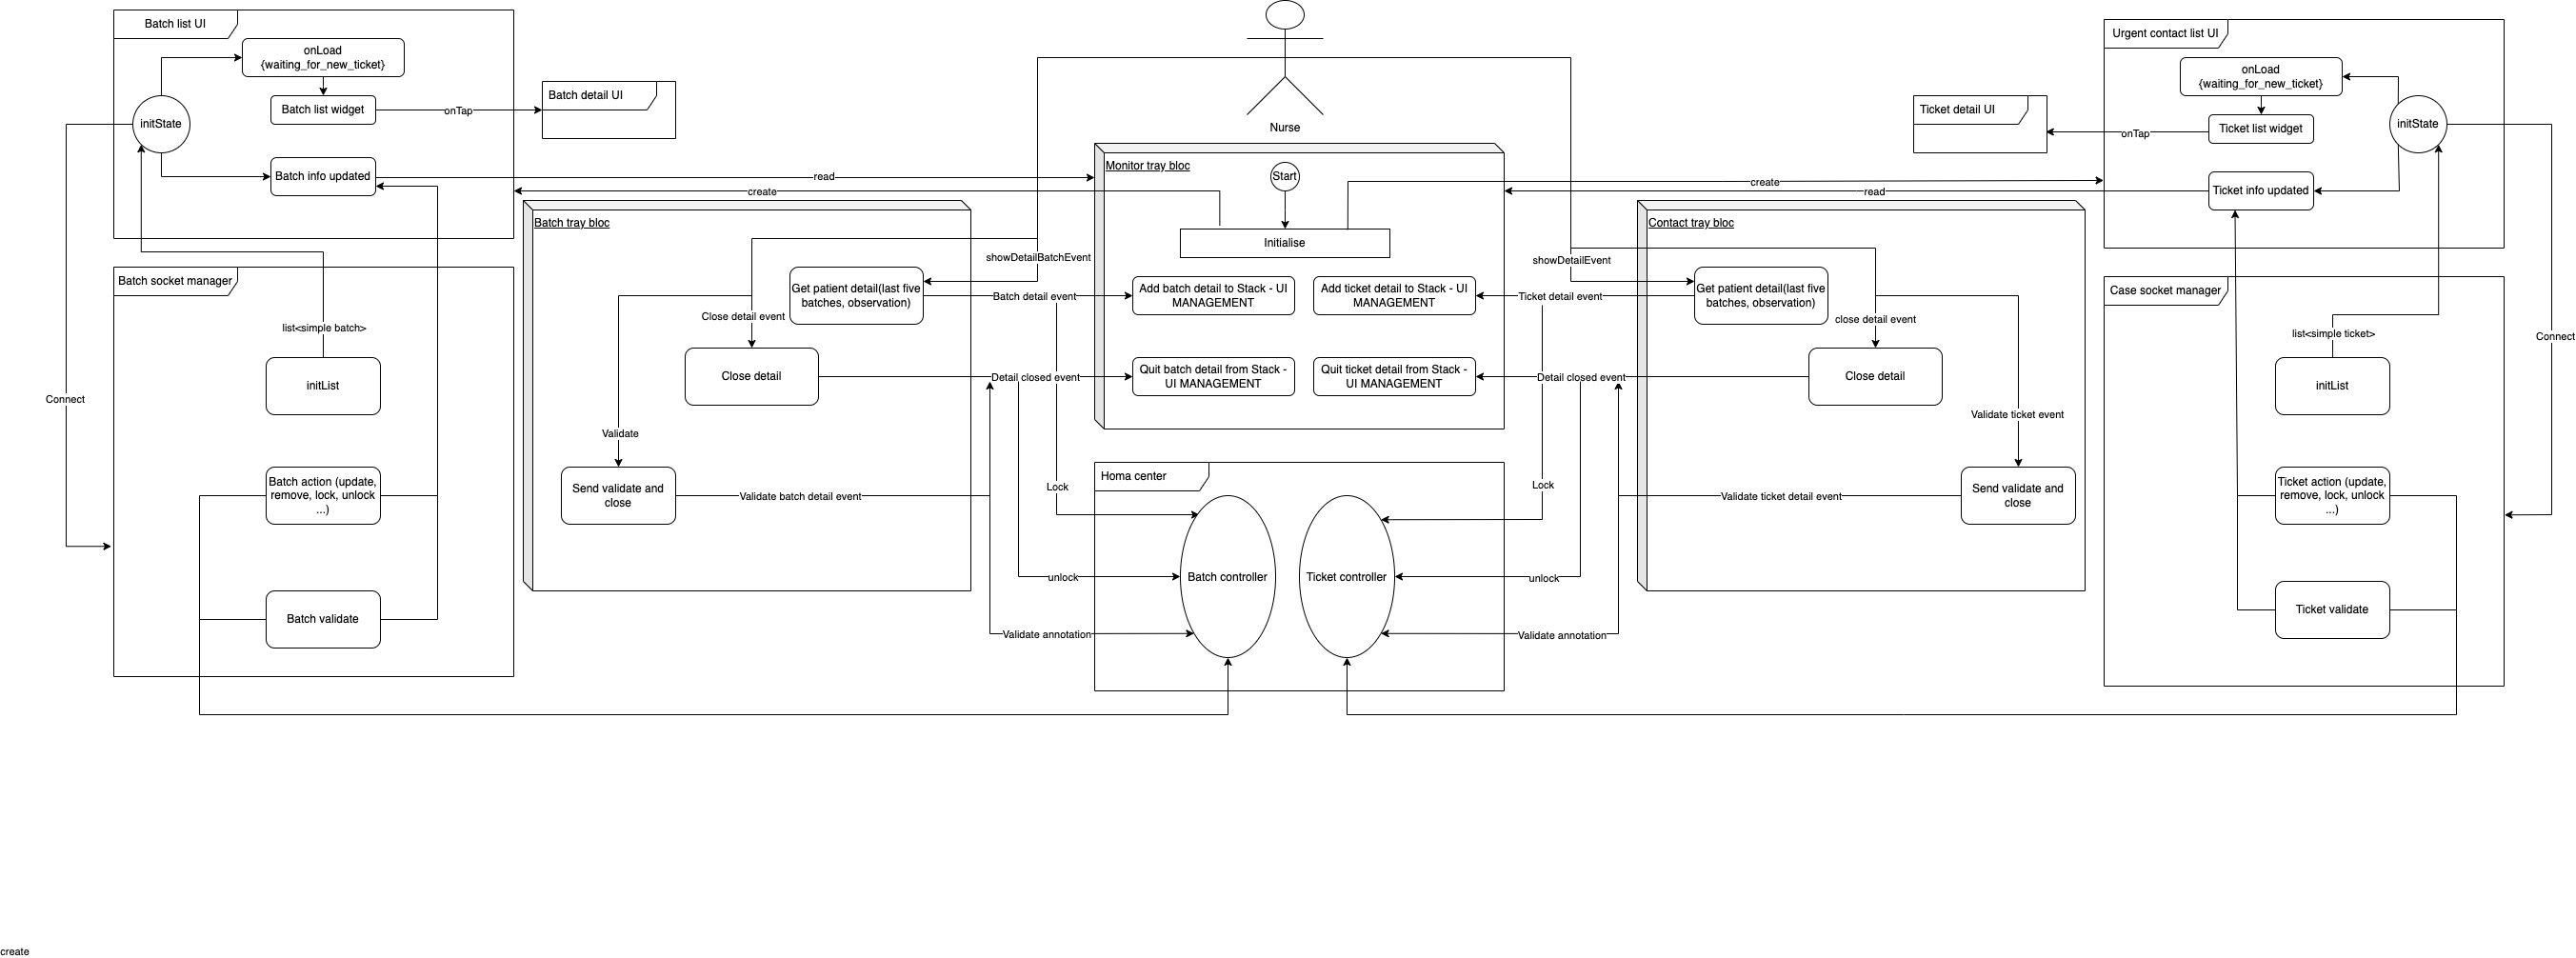 Batch list UI
onLoad
{waiting_for_new_ticket}
Batch list widget
initState
Batch info updated
onTap
Batch detail UI
Nurse
Urgent contact list UI
onLoad
{waiting_for_new_ticket}
Ticket list widget
initState
Ticket info updated
onTap
Ticket detail UI
read
create
create
read
Monitor tray bloc
Start
Initialise
Add batch detail to Stack - UI
MANAGEMENT
Add ticket detail to Stack - UI
MANAGEMENT
Quit batch detail from Stack -
UI MANAGEMENT
Quit ticket detail from Stack -
UI MANAGEMENT
Batch tray bloc
showDetailBatchEvent
Get patient detail(last five
batches, observation)
Batch detail event
Close detail event
Close detail
Detail closed event
Validate
Send validate and
close
Validate batch detail event
Contact tray bloc
showDetailEvent
Get patient detail(last five
batches, observation)
Ticket detail event
close detail event
Close detail
Detail closed event
Validate ticket event
Send validate and
close
Validate ticket detail event
Batch socket manager
list<simple batch>
initList
Connect
Batch action (update,
remove, lock, unlock
...)
Batch validate
Case socket manager
list<simple ticket>
initList
Connect
Ticket action (update,
remove, lock, unlock
...)
Ticket validate
Homa center
Lock
Lock
Batch controller
Ticket controller
unlock
unlock
Validate annotation
Validate annotation
create